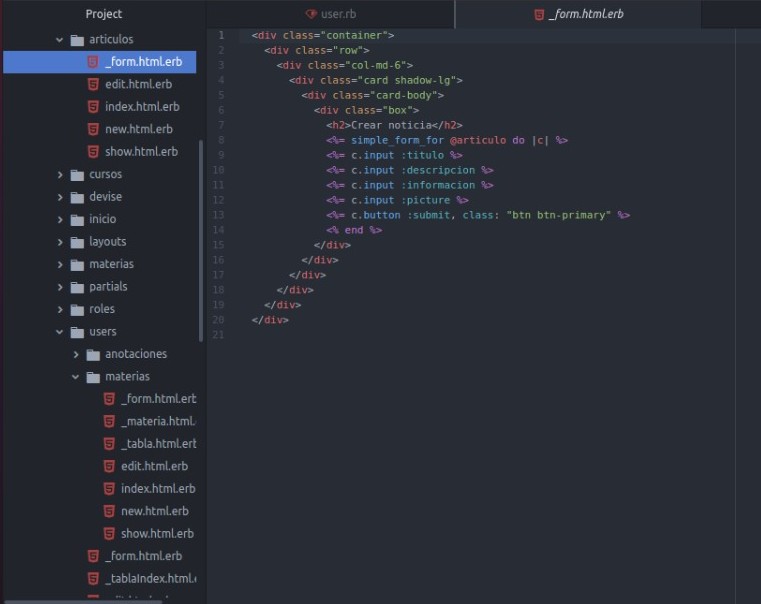 Project
articulos
_form.html.erb
edit.html.erb
index.html.erb
new.html.erb
show.html.erb
cursos
devise
inicio
layouts
materias
partials
roles
users
anotaciones
materias
_form.html.erb
_materia.html.
_tabla.html.erb
edit.html.erb
index.html.erb
new.html.erb
show.html.erb
_form.html.erb
_tablaIndex.html.
user.rb
_form.html.erb
1 <div class="container">
2 <div class="row">
3 <div class="col-md-6">
4 <div class="card shadow-lg">
5 <div class="card-body">
6 <div class="box">
7 <h2>Crear noticia</h2>
8 <%= simple_form_for @articulo do |c| %>
9 <%= c.input :titulo %>
10 <%= c.input :descripcion %>
11 <%= c.input :informacion %>
12 <%= c.input :picture %>
13 <%= c.button :submit, class: "btn btn-primary" %>
14 <% end %>
15 </div>
16 </div>
17 </div>
18 </div>
19 </div>
20 </div>
21